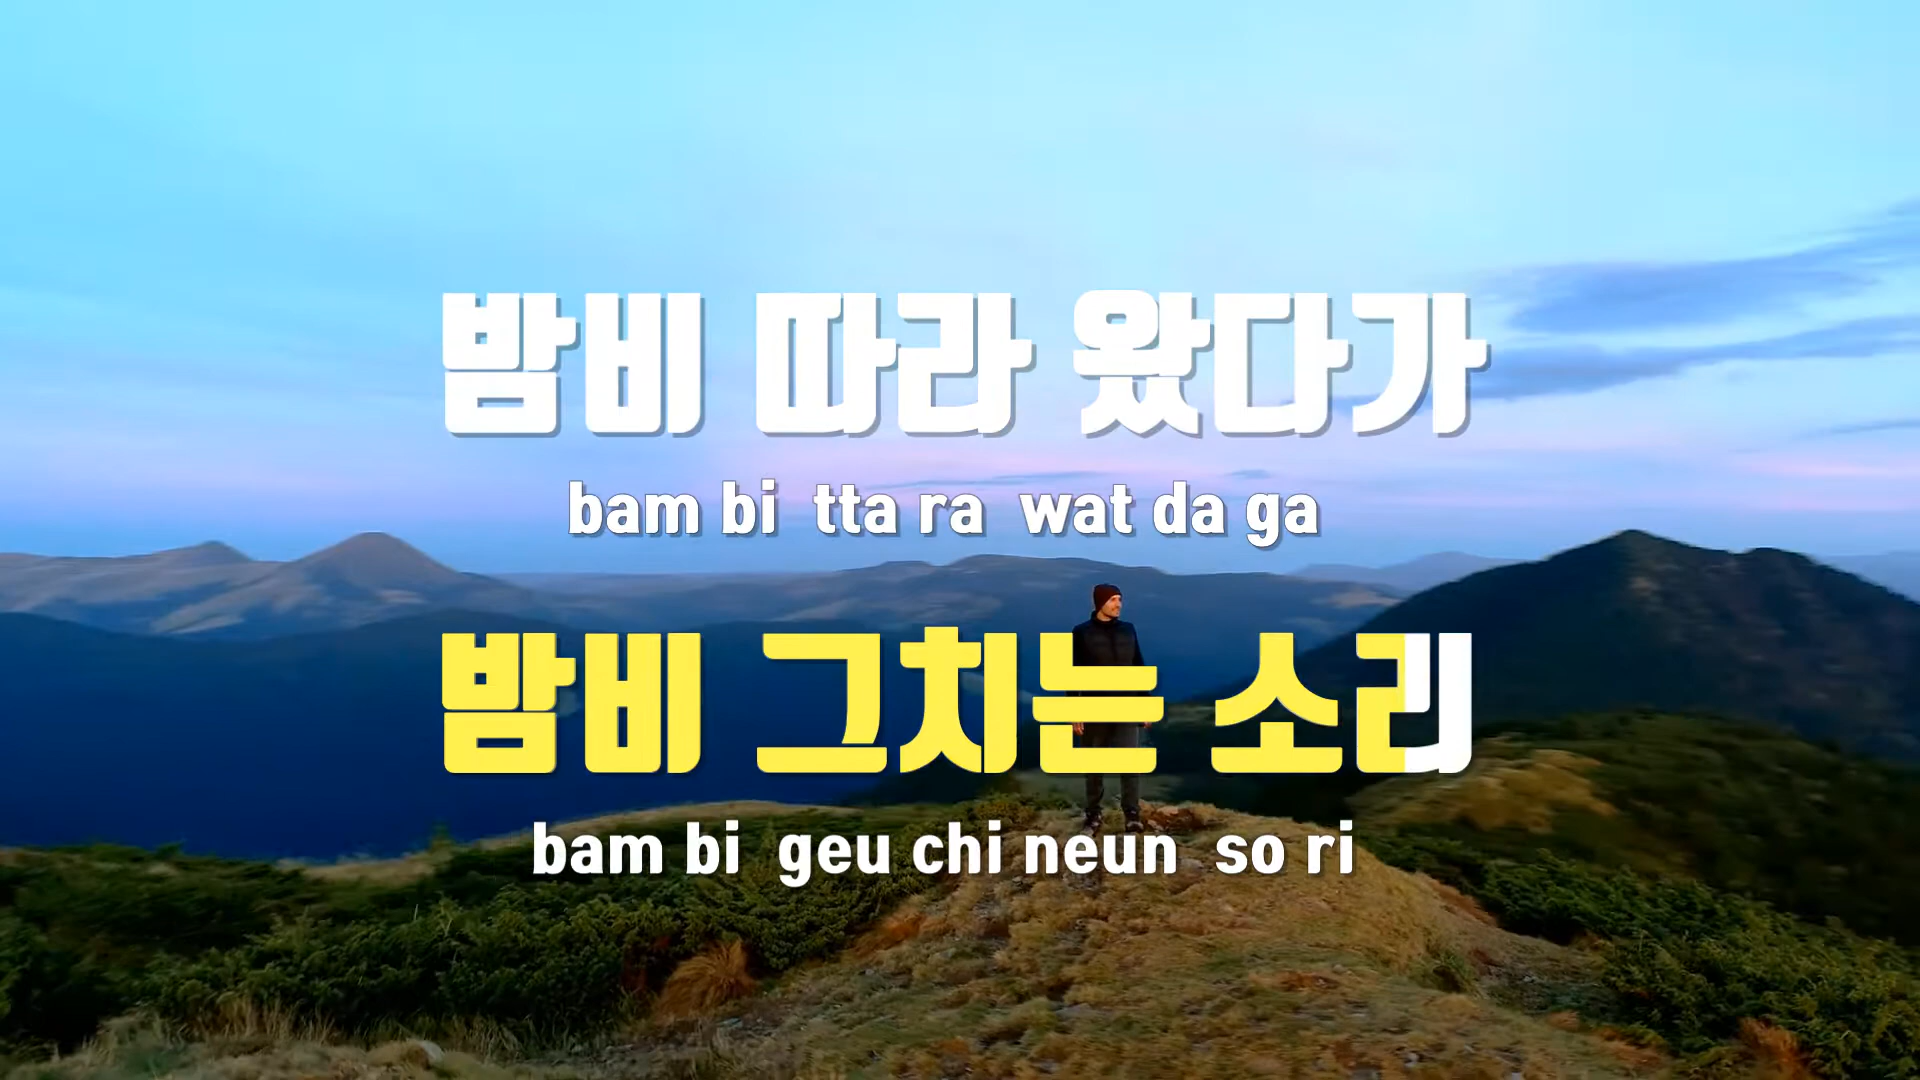 밤비 따라 왔다가
bam bi tta ra wat da ga
밤비 그치는 소리
bam bi geu chi neun so ri